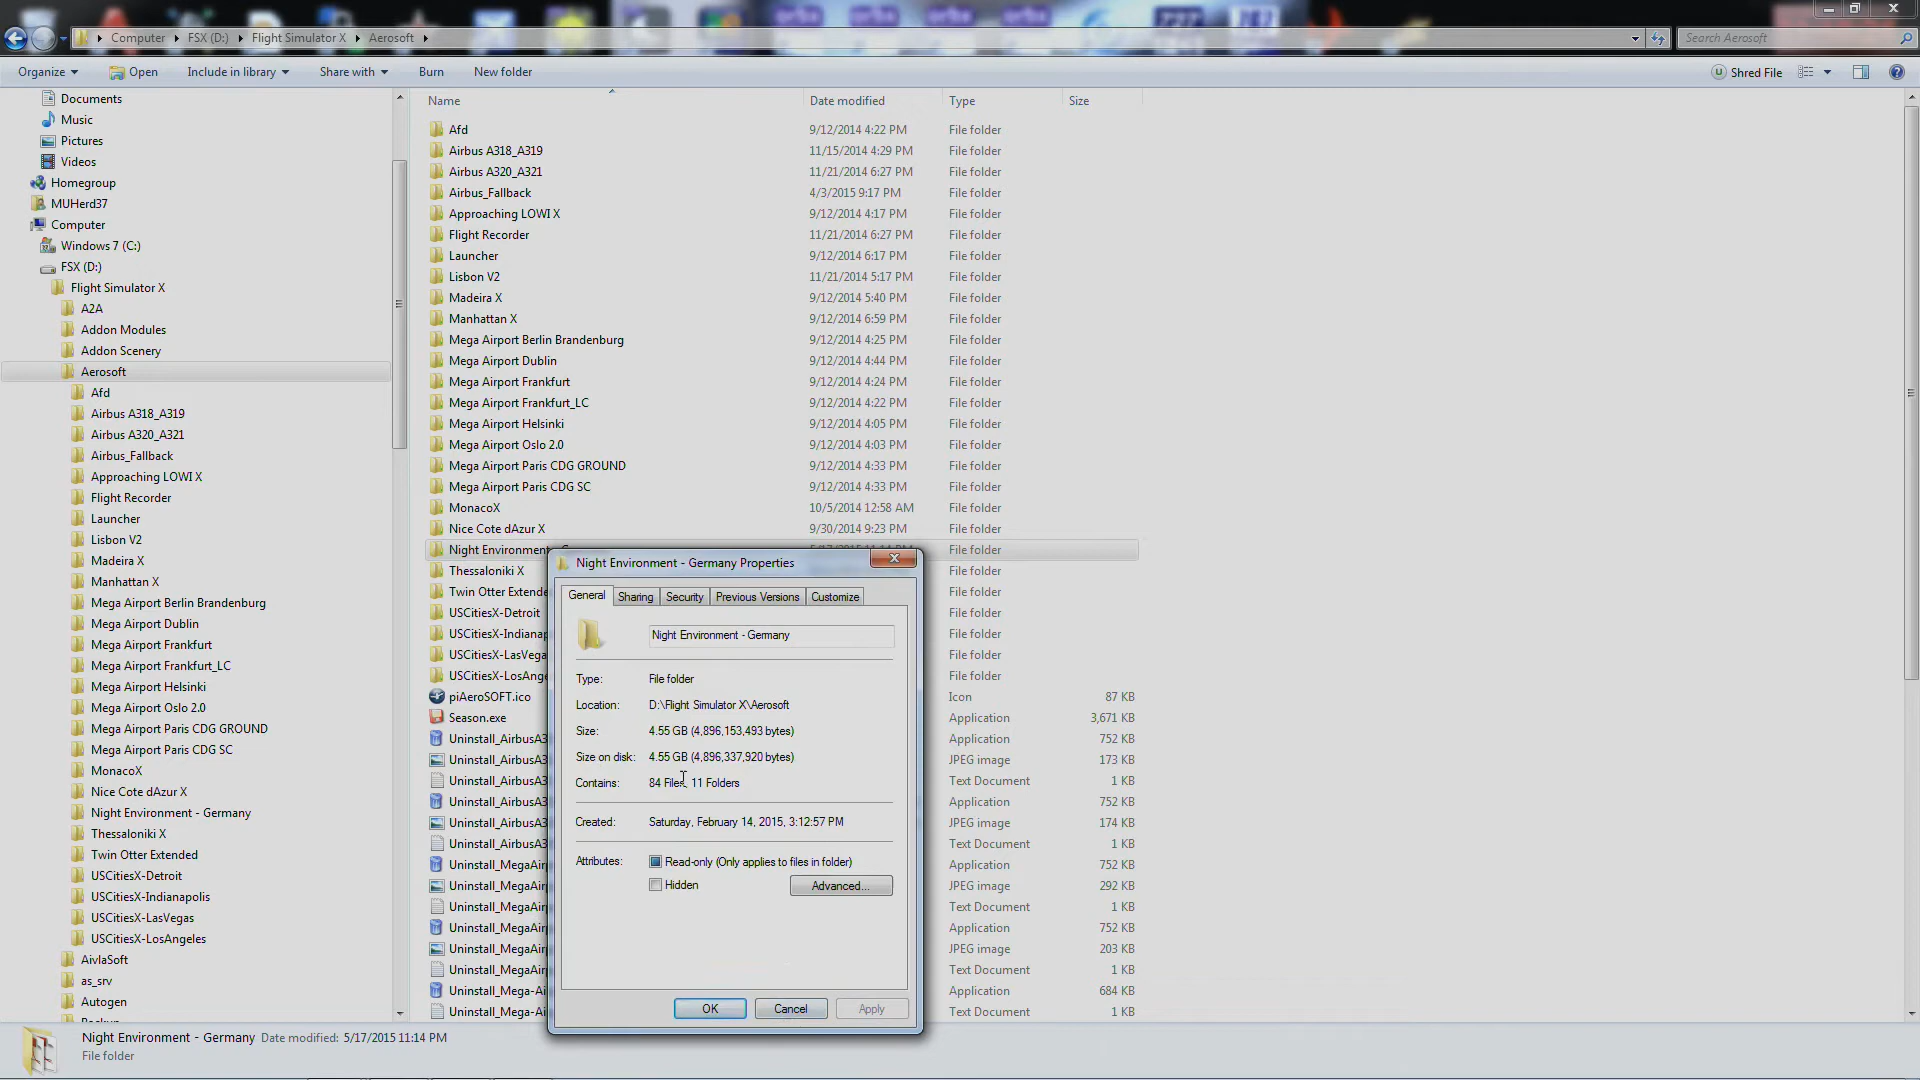 Computer FSX (D:) Flight Simulator X Aerosoft
Search Aerosoft
Organize Open Include in library Share with Burn New folder
Shred File
Documents
Music
Pictures
Videos
Homegroup
MUHerd37
Computer
Windows 7 (C:)
FSX (D:)
Flight Simulator X
A2A
Addon Modules
Addon Scenery
Aerosoft
Afd
Airbus A318_A319
Airbus A320_A321
Airbus_Fallback
Approaching LOWI X
Flight Recorder
Launcher
Lisbon V2
Madeira X
Manhattan X
Mega Airport Berlin Brandenburg
Mega Airport Dublin
Mega Airport Frankfurt
Mega Airport Frankfurt_LC
Mega Airport Helsinki
Mega Airport Oslo 2.0
Mega Airport Paris CDG GROUND
Mega Airport Paris CDG SC
MonacoX
Nice Cote dAzur X
Night Environment - Germany
Thessaloniki X
Twin Otter Extended
USCitiesX-Detroit
USCitiesX-Indianapolis
USCitiesX-LasVegas
USCitiesX-LosAngeles
AivlaSoft
as_srv
Autogen
Name Date modified Type Size
Afd 9/12/2014 4:22 PM File folder
Airbus A318_A319 11/15/2014 4:29 PM File folder
Airbus A320_A321 11/21/2014 6:27 PM File folder
Airbus_Fallback 4/3/2015 9:17 PM File folder
Approaching LOWI X 9/12/2014 4:17 PM File folder
Flight Recorder 11/21/2014 6:27 PM File folder
Launcher 9/12/2014 6:17 PM File folder
Lisbon V2 11/21/2014 5:17 PM File folder
Madeira X 9/12/2014 5:40 PM File folder
Manhattan X 9/12/2014 6:59 PM File folder
Mega Airport Berlin Brandenburg 9/12/2014 4:25 PM File folder
Mega Airport Dublin 9/12/2014 4:44 PM File folder
Mega Airport Frankfurt 9/12/2014 4:24 PM File folder
Mega Airport Frankfurt_LC 9/12/2014 4:22 PM File folder
Mega Airport Helsinki 9/12/2014 4:05 PM File folder
Mega Airport Oslo 2.0 9/12/2014 4:03 PM File folder
Mega Airport Paris CDG GROUND 9/12/2014 4:33 PM File folder
Mega Airport Paris CDG SC 9/12/2014 4:33 PM File folder
MonacoX 10/5/2014 12:58 AM File folder
Nice Cote dAzur X 9/30/2014 9:23 PM File folder
Night Environment File folder
Thessaloniki X File folder
Twin Otter Extende File folder
USCitiesX-Detroit File folder
USCitiesX-Indianap File folder
USCitiesX-LasVega File folder
USCitiesX-LosAnge File folder
piAeroSOFT.ico Icon 87 KB
Season.exe Application 3,671 KB
Uninstall_AirbusA3 Application 752 KB
Uninstall_AirbusA3 JPEG image 173 KB
Uninstall_AirbusA3 Text Document 1 KB
Uninstall_AirbusA3 Application 752 KB
Uninstall_AirbusA3 JPEG image 174 KB
Uninstall_AirbusA3 Text Document 1 KB
Uninstall_MegaAir Application 752 KB
Uninstall_MegaAir JPEG image 292 KB
Uninstall_MegaAir Text Document 1 KB
Uninstall_MegaAir Application 752 KB
Uninstall_MegaAir JPEG image 203 KB
Uninstall_MegaAir Text Document 1 KB
Uninstall_Mega-Ai Application 684 KB
Uninstall_Mega-Ai Text Document 1 KB
Night Environment - Germany Properties
General Sharing Security Previous Versions Customize
Night Environment - Germany
Type: File folder
Location: D:\Flight Simulator X\Aerosoft
Size: 4.55 GB (4,896,153,493 bytes)
Size on disk: 4.55 GB (4,896,337,920 bytes)
Contains: 84 Files, 11 Folders
Created: Saturday, February 14, 2015, 3:12:57 PM
Attributes: Read-only (Only applies to files in folder)
Hidden
Advanced...
OK Cancel Apply
Night Environment - Germany Date modified: 5/17/2015 11:14 PM
File folder